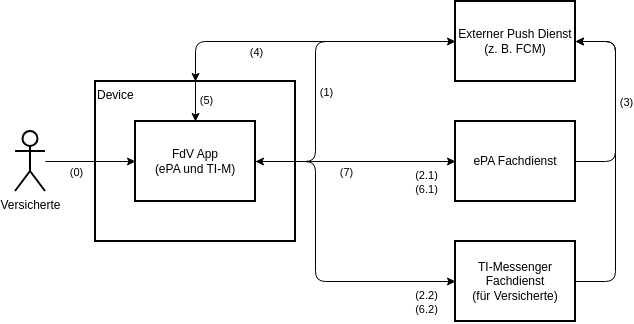 Externer Push Dienst
(z. B. FCM)
(4)
Device
(1)
(5)
(3)
FdV App
(ePA und TI-M)
ePA Fachdienst
(0)
(7)
(2.1)
(6.1)
Versicherte
TI-Messenger
Fachdienst
(für Versicherte)
(2.2)
(6.2)